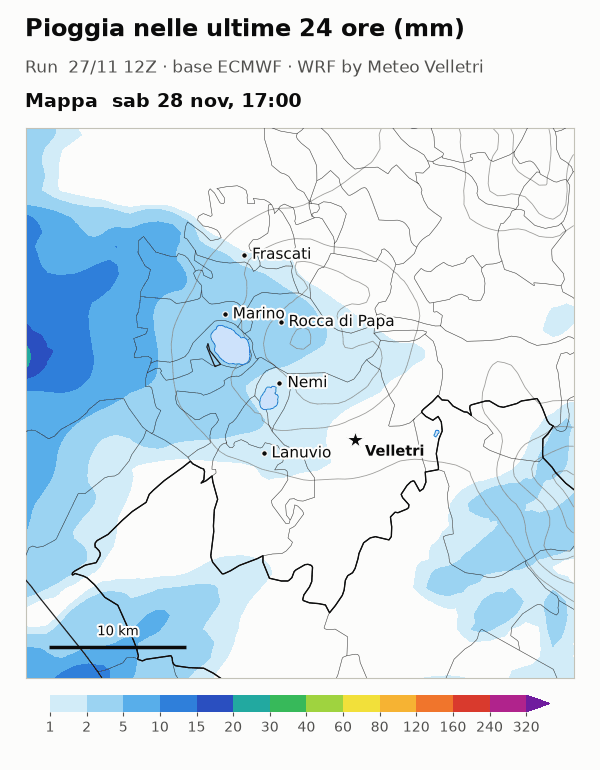 Pioggia nelle ultime 24 ore (mm)
Run 27/11 12Z · base ECMWF · WRF by Meteo Velletri
Mappa sab 28 nov, 17:00
Frascati
Marino
Rocca di Papa
Nemi
Velletri
Lanuvio
10 km
1 2 5 10 15 20 30 40 60 80 120 160 240 320